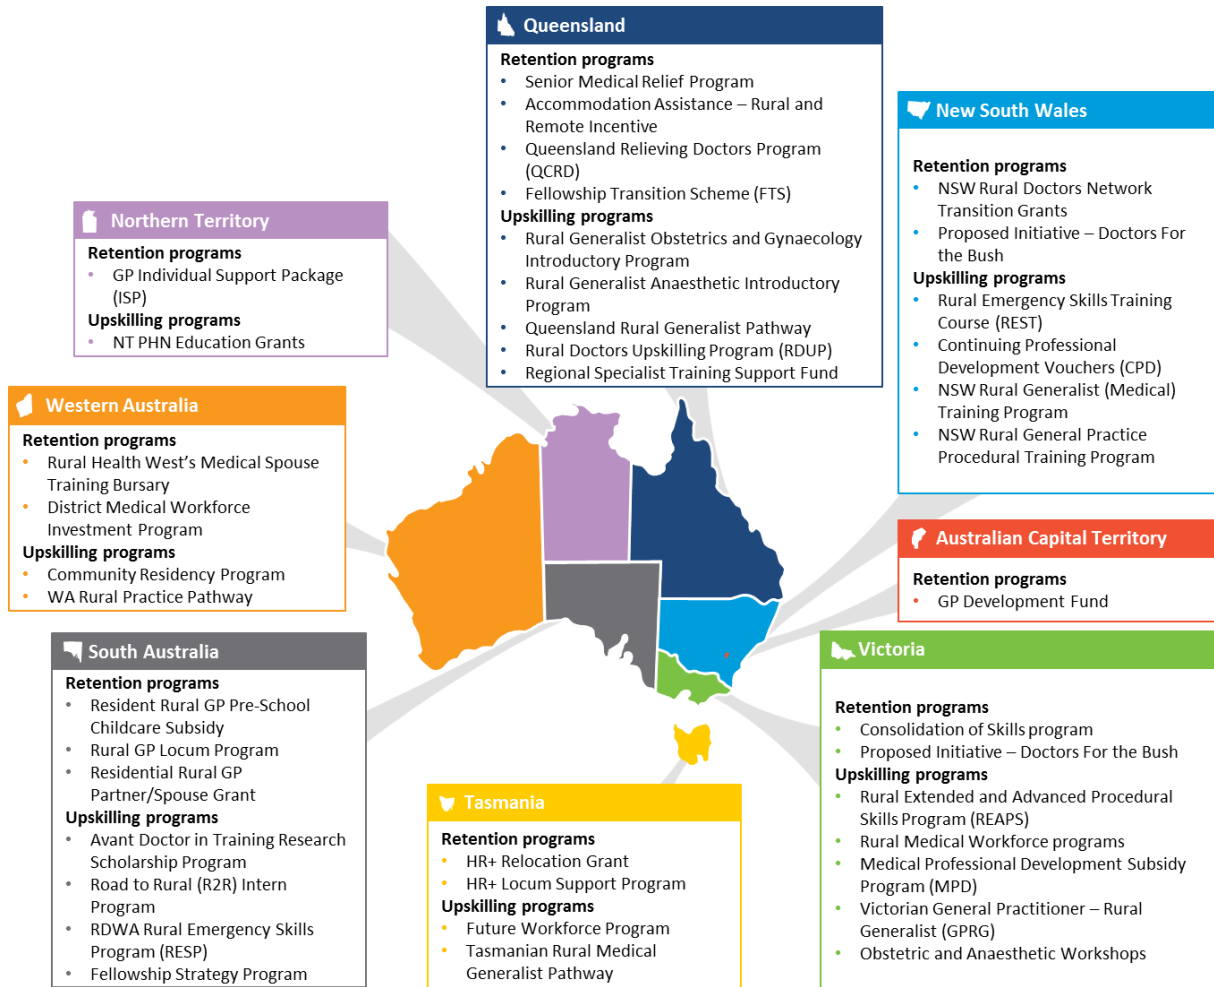 Queensland
Retention programs
• Senior Medical Relief Program
• Accommodation Assistance – Rural and
Remote Incentive
• Queensland Relieving Doctors Program
(QCRD)
• Fellowship Transition Scheme (FTS)
Upskilling programs
• Rural Generalist Obstetrics and Gynaecology
Introductory Program
• Rural Generalist Anaesthetic Introductory
Program
• Queensland Rural Generalist Pathway
• Rural Doctors Upskilling Program (RDUP)
• Regional Specialist Training Support Fund
New South Wales
Retention programs
• NSW Rural Doctors Network
Transition Grants
• Proposed Initiative – Doctors For
the Bush
Upskilling programs
• Rural Emergency Skills Training
Course (REST)
• Continuing Professional
Development Vouchers (CPD)
• NSW Rural Generalist (Medical)
Training Program
• NSW Rural General Practice
Procedural Training Program
Northern Territory
Retention programs
• GP Individual Support Package
(ISP)
Upskilling programs
• NT PHN Education Grants
Western Australia
Retention programs
• Rural Health West's Medical Spouse
Training Bursary
• District Medical Workforce
Investment Program
Upskilling programs
• Community Residency Program
• WA Rural Practice Pathway
Australian Capital Territory
Retention programs
• GP Development Fund
South Australia
Retention programs
• Resident Rural GP Pre-School
Childcare Subsidy
• Rural GP Locum Program
• Residential Rural GP
Partner/Spouse Grant
Upskilling programs
• Avant Doctor in Training Research
Scholarship Program
• Road to Rural (R2R) Intern
Program
• RDWA Rural Emergency Skills
Program (RESP)
• Fellowship Strategy Program
Victoria
Retention programs
• Consolidation of Skills program
• Proposed Initiative – Doctors For the Bush
Upskilling programs
• Rural Extended and Advanced Procedural
Skills Program (REAPS)
• Rural Medical Workforce programs
• Medical Professional Development Subsidy
Program (MPD)
• Victorian General Practitioner – Rural
Generalist (GPRG)
• Obstetric and Anaesthetic Workshops
Tasmania
Retention programs
• HR+ Relocation Grant
• HR+ Locum Support Program
Upskilling programs
• Future Workforce Program
• Tasmanian Rural Medical
Generalist Pathway